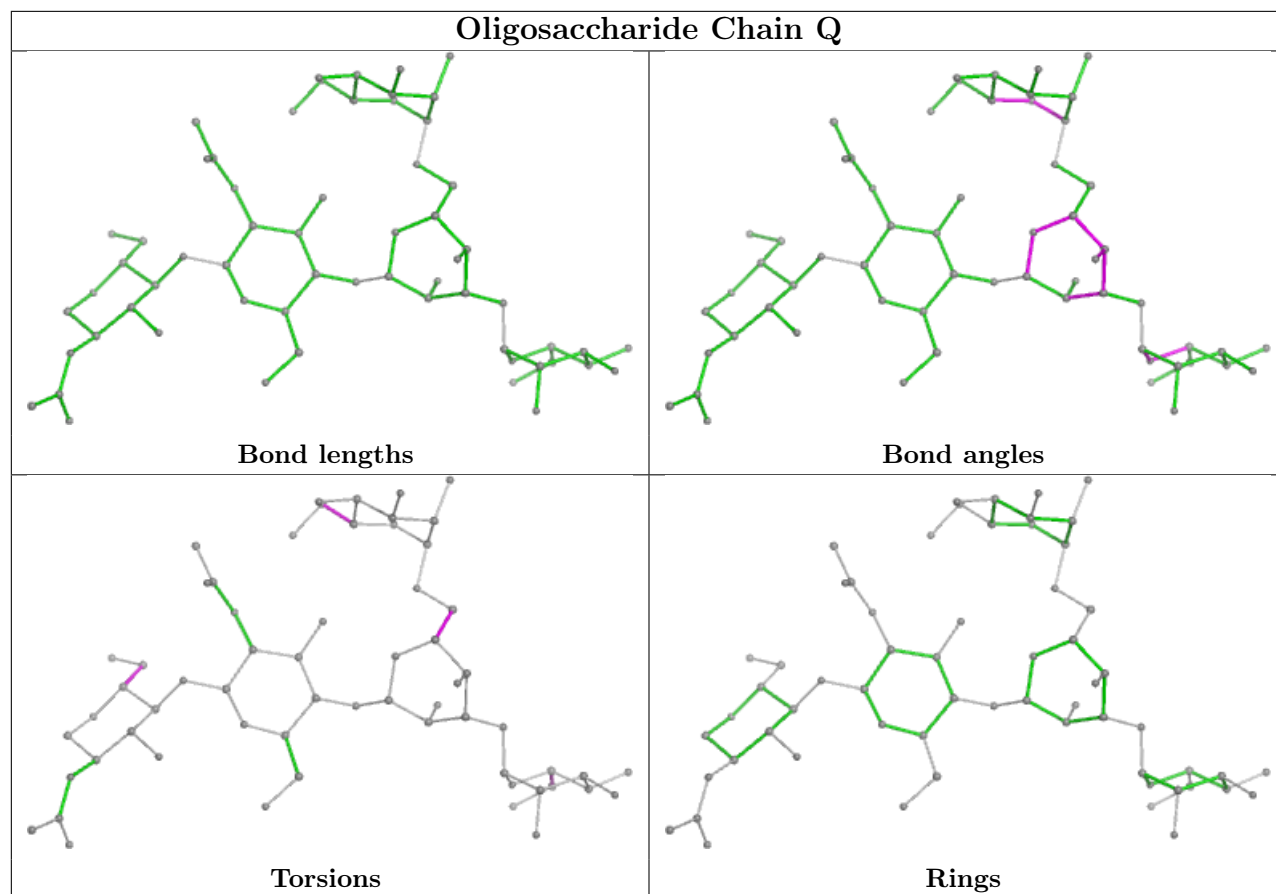 Oligosaccharide Chain Q
Bond lengths
Bond angles
Torsions
Rings